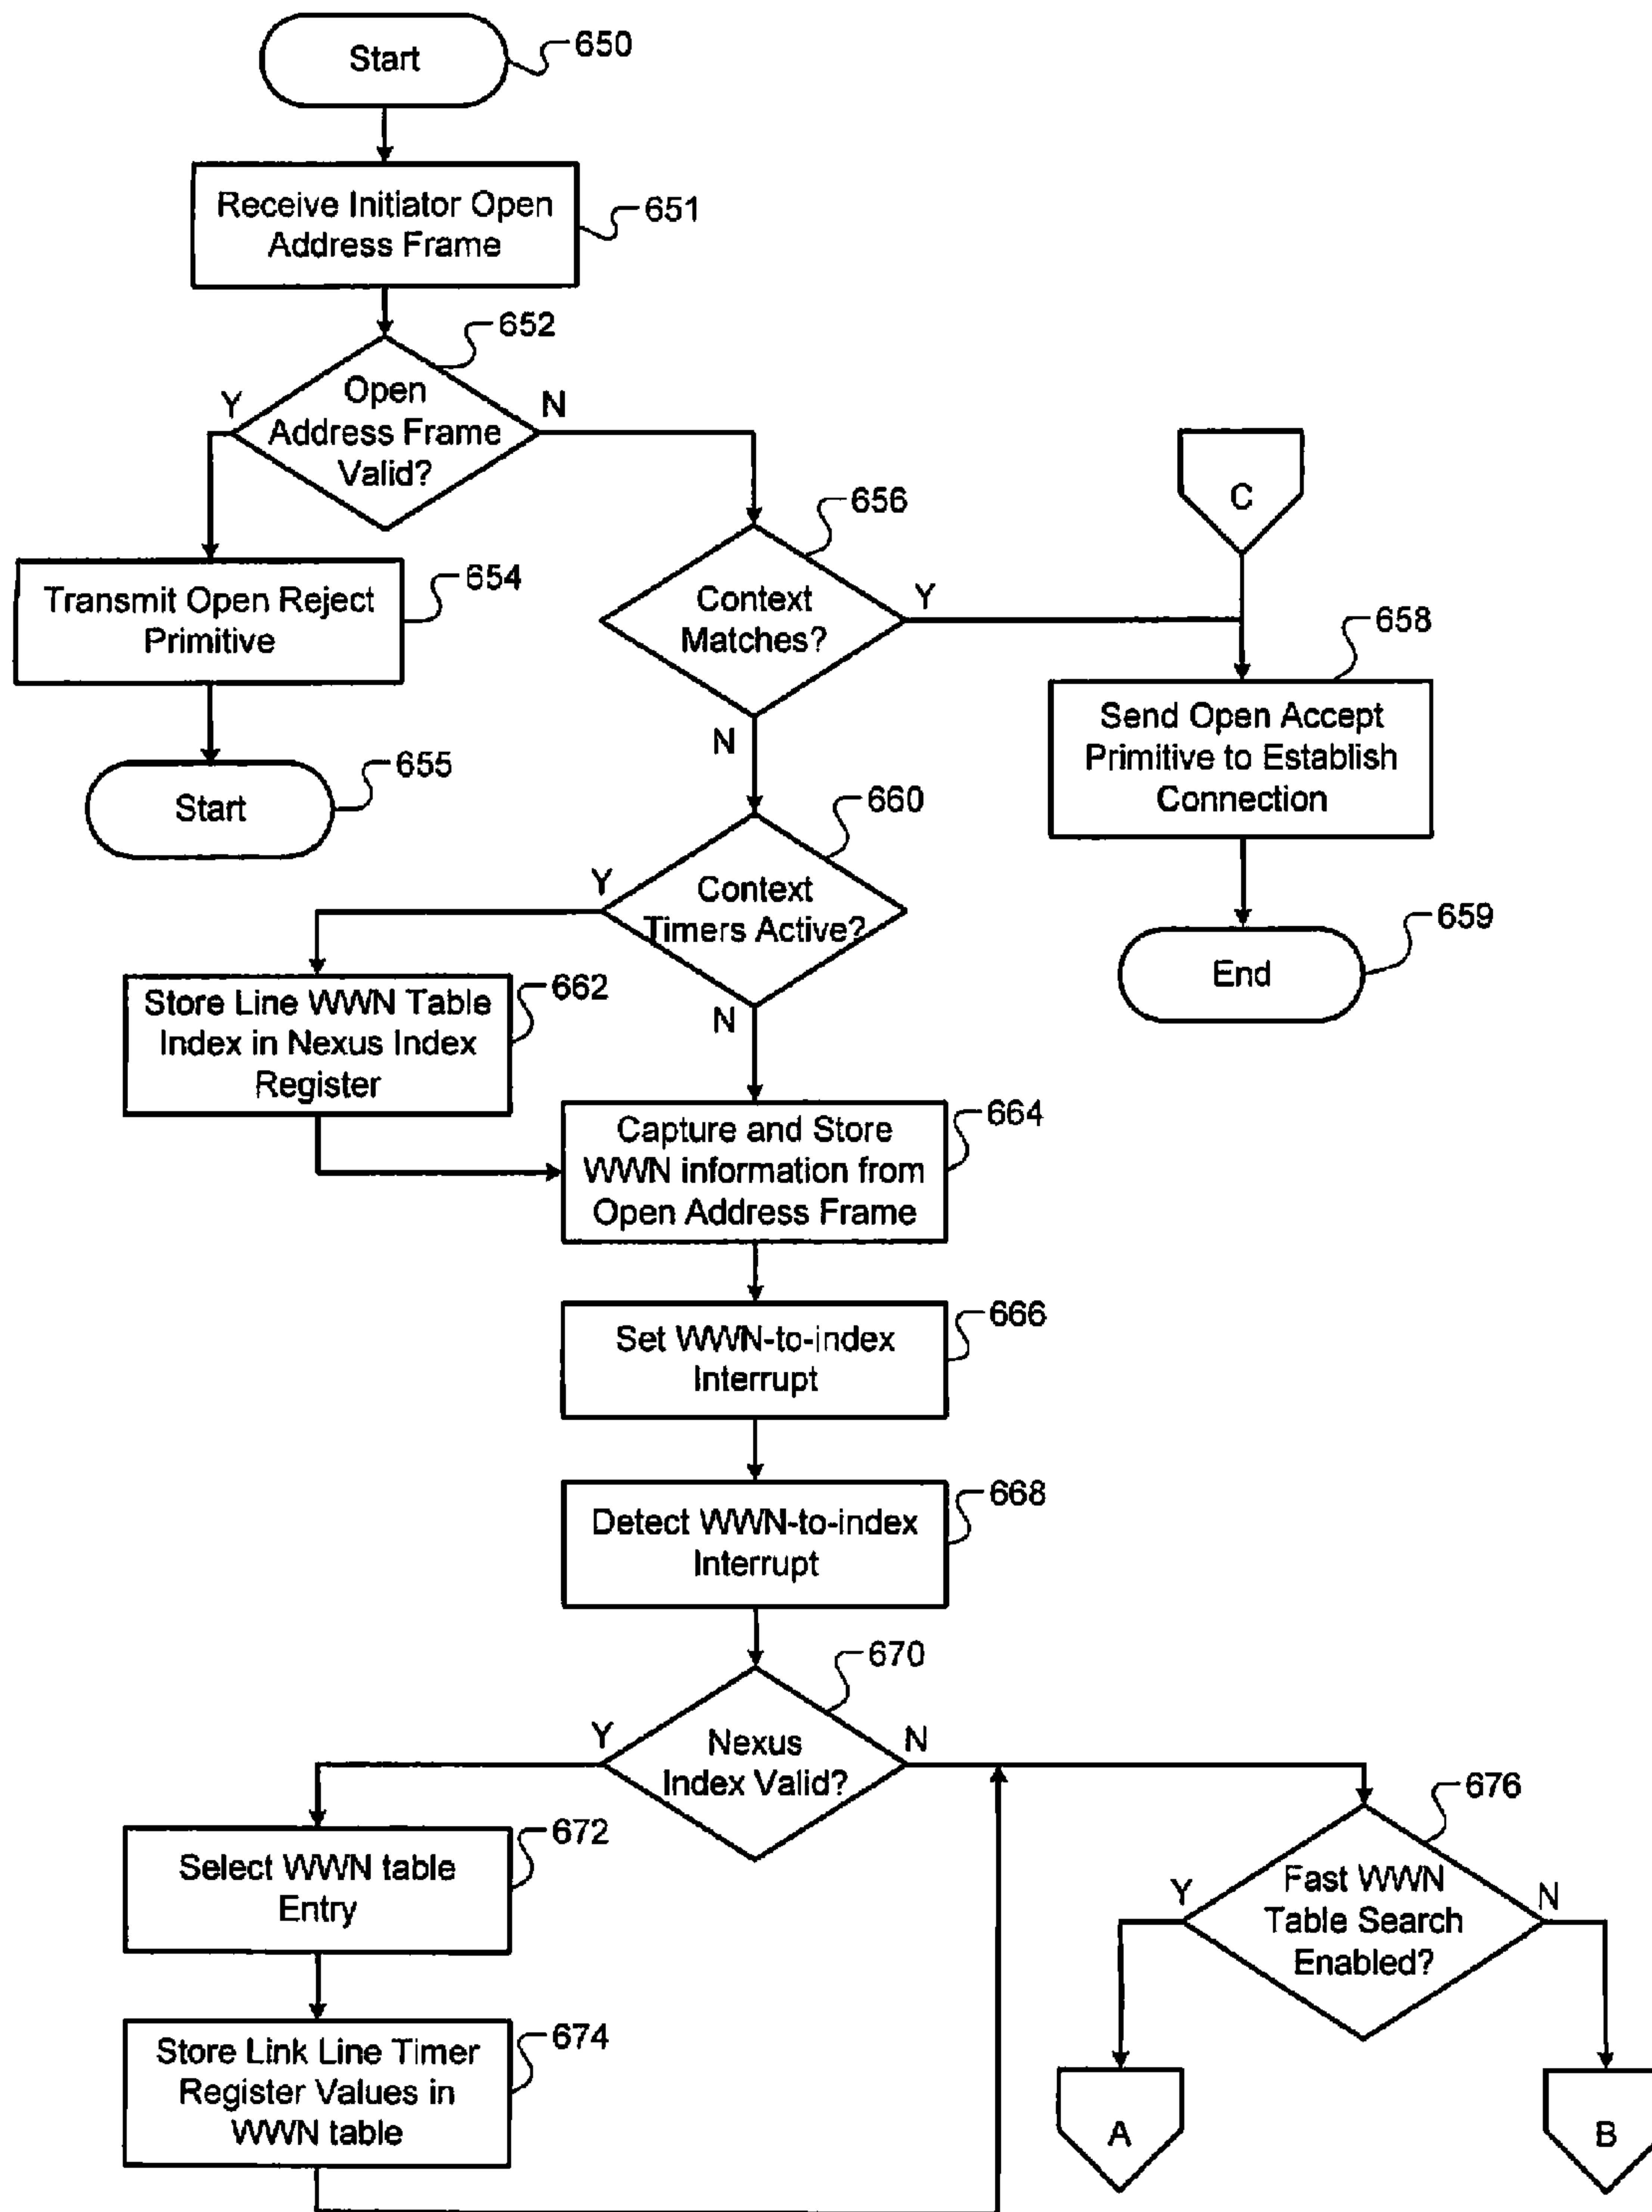 Start
650
Receive Initiator Open
Address Frame
651
652
Open
Address Frame
Valid?
Y
N
Transmit Open Reject
Primitive
654
Start
655
656
Context
Matches?
Y
N
C
658
Send Open Accept
Primitive to Establish
Connection
End
659
660
Context
Timers Active?
Y
N
Store Line WWN Table
Index in Nexus Index
Register
662
Capture and Store
WWN information from
Open Address Frame
664
Set WWN-to-index
Interrupt
666
Detect WWN-to-index
Interrupt
668
670
Nexus
Index Valid?
Y
N
Select WWN table
Entry
672
Store Link Line Timer
Register Values in
WWN table
674
676
Fast WWN
Table Search
Enabled?
Y
N
A
B